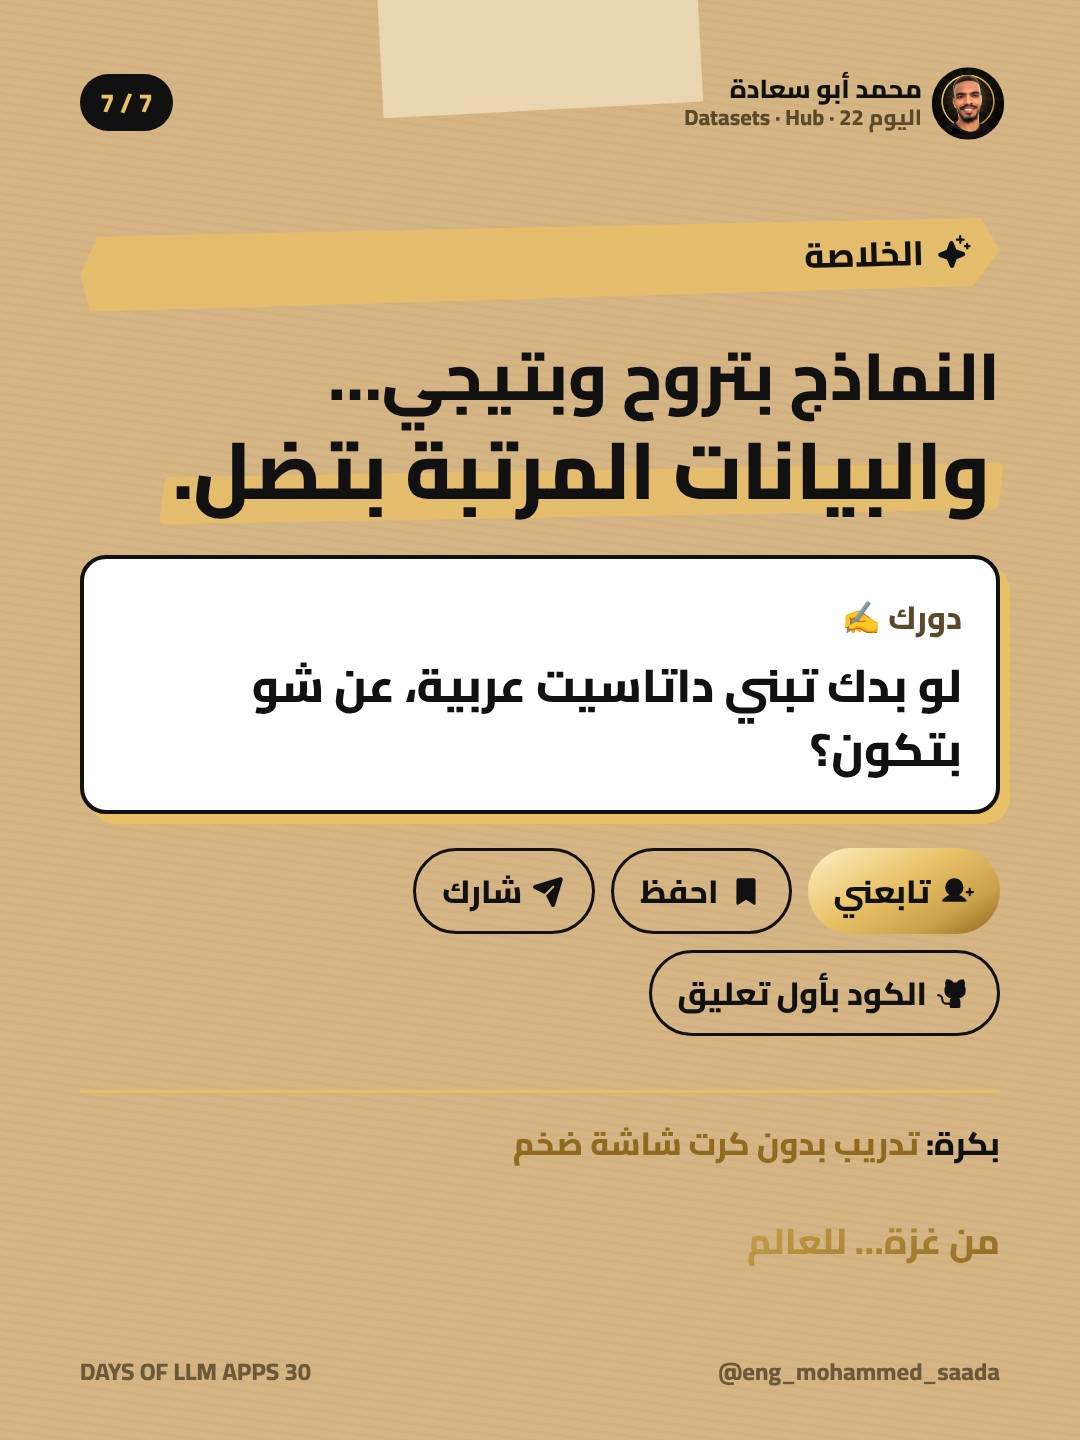 محمد أبو سعادة
اليوم 22 · Datasets · Hub
7 / 7
الخلاصة
النماذج بتروح وبتيجي...
والبيانات المرتبة بتضل.
دورك ✍️
لو بدك تبني داتاسيت عربية، عن شو
بتكون؟
تابعني
احفظ
شارك
الكود بأول تعليق
بكرة: تدريب بدون كرت شاشة ضخم
من غزة... للعالم
@eng_mohammed_saada
DAYS OF LLM APPS 30